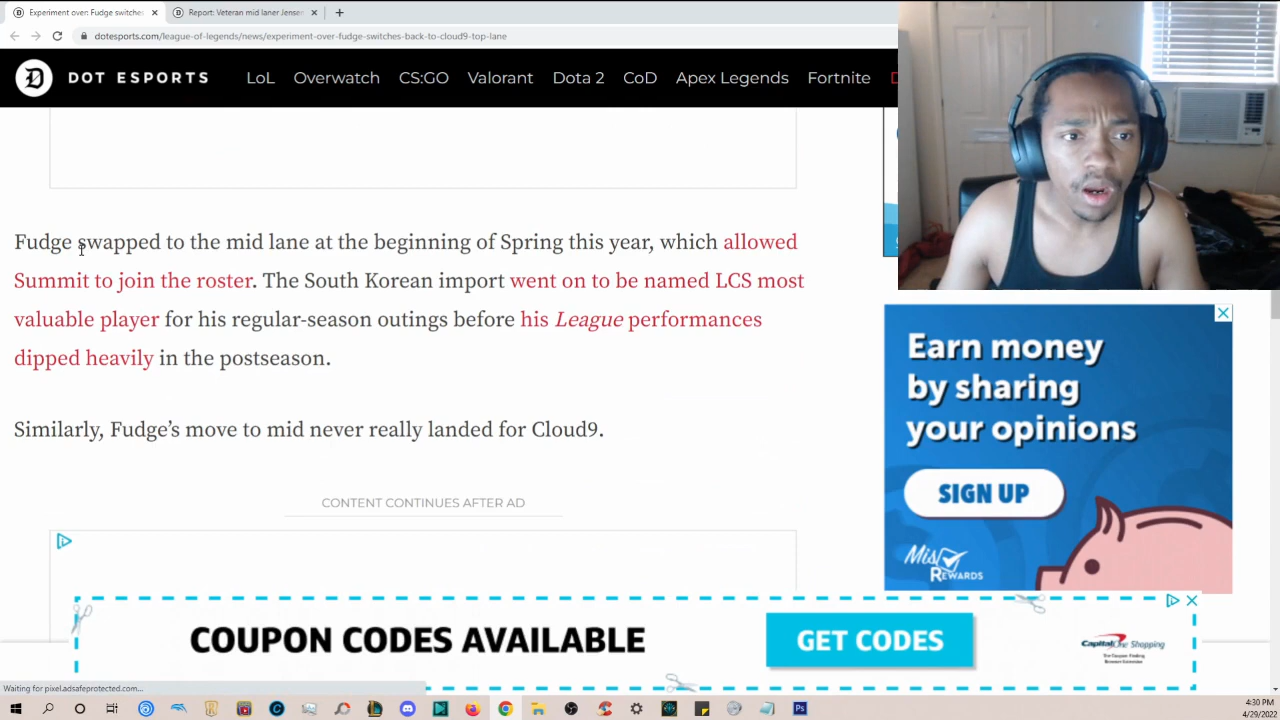 Experiment over: Fudge switches
Report: Veteran mid laner Jensen
dotesports.com/league-of-legends/news/experiment-over-fudge-switches-back-to-cloud9-top-lane
DOT ESPORTS
LoL Overwatch CS:GO Valorant Dota 2 CoD Apex Legends Fortnite
Fudge swapped to the mid lane at the beginning of Spring this year, which allowed
Summit to join the roster. The South Korean import went on to be named LCS most
valuable player for his regular-season outings before his League performances
dipped heavily in the postseason.
Similarly, Fudge’s move to mid never really landed for Cloud9.
CONTENT CONTINUES AFTER AD
Earn money
by sharing
your opinions
SIGN UP
REWARDS
COUPON CODES AVAILABLE
GET CODES
Capital One Shopping
The Coupon Finding
Browser Extension
Waiting for pixel.adsafeprotected.com...
4:30 PM
4/29/2022